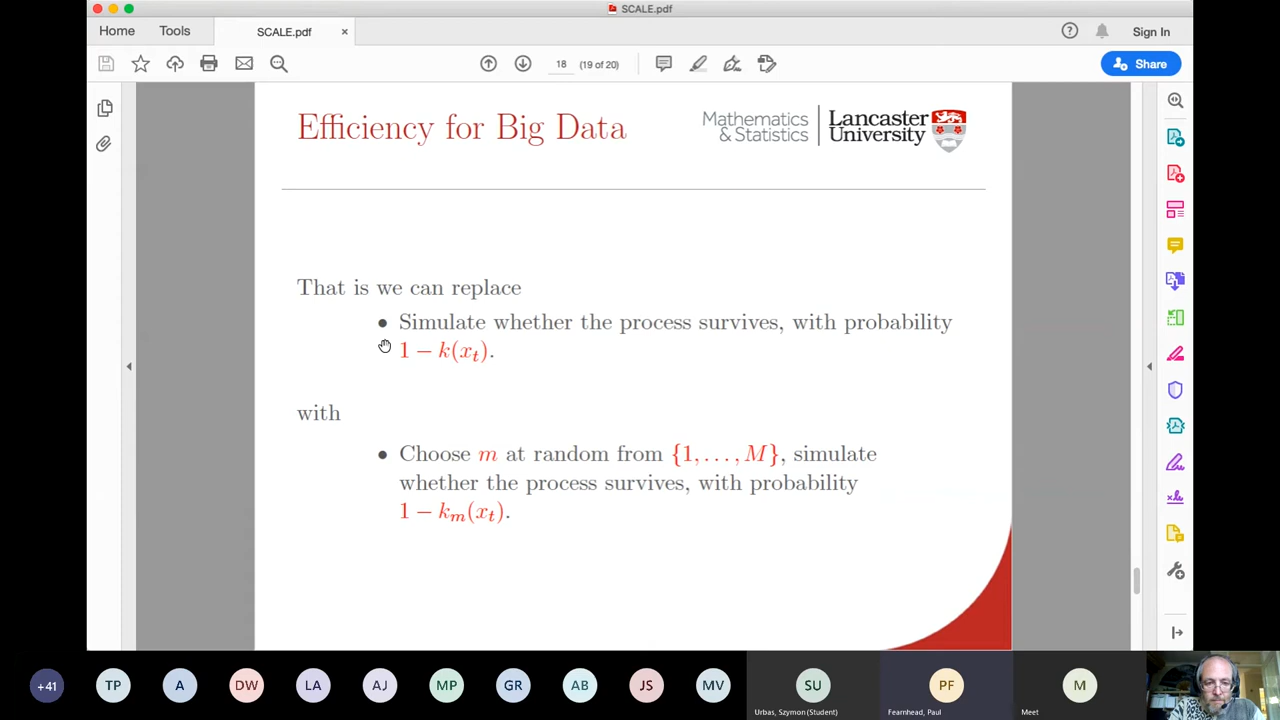 SCALE.pdf
Home Tools SCALE.pdf × Sign In
18 (19 of 20) Share
Efficiency for Big Data
Mathematics & Statistics
Lancaster University
That is we can replace
• Simulate whether the process survives, with probability
1 − k(xₜ).
with
• Choose m at random from {1, . . . , M}, simulate
whether the process survives, with probability
1 − kₘ(xₜ).
+41 TP A DW LA AJ MP GR AB JS MV SU PF M
Urbas, Szymon (Student) Fearnhead, Paul Meet